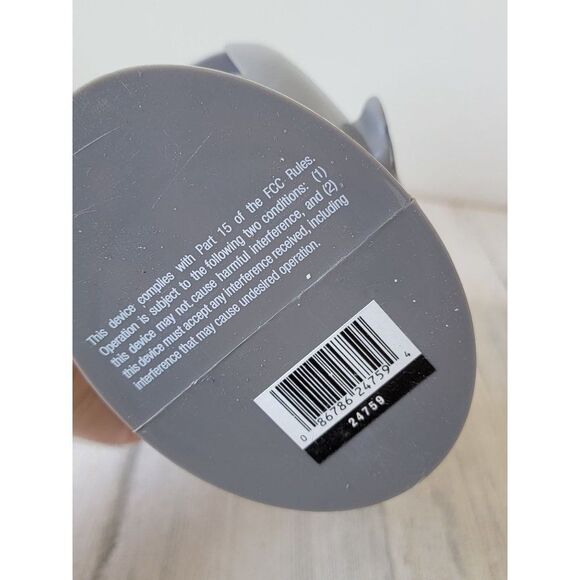 This device complies with Part 15 of the FCC Rules.
Operation is subject to the following two conditions: (1)
this device may not cause harmful interference, and (2)
this device must accept any interference received, including
interference that may cause undesired operation.
0 86786 24759 4
24759